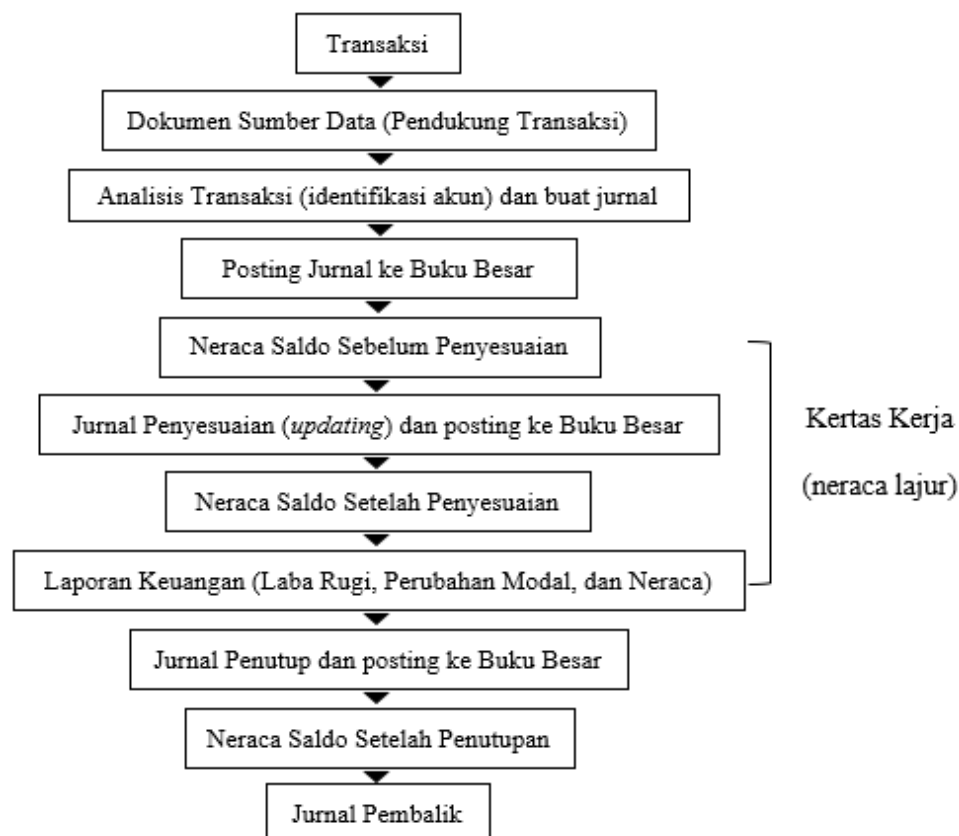 Transaksi
Dokumen Sumber Data (Pendukung Transaksi)
Analisis Transaksi (identifikasi akun) dan buat jurnal
Posting Jurnal ke Buku Besar
Neraca Saldo Sebelum Penyesuaian
Jurnal Penyesuaian (updating) dan posting ke Buku Besar
Neraca Saldo Setelah Penyesuaian
Laporan Keuangan (Laba Rugi, Perubahan Modal, dan Neraca)
Jurnal Penutup dan posting ke Buku Besar
Neraca Saldo Setelah Penutupan
Jurnal Pembalik
Kertas Kerja
(neraca lajur)